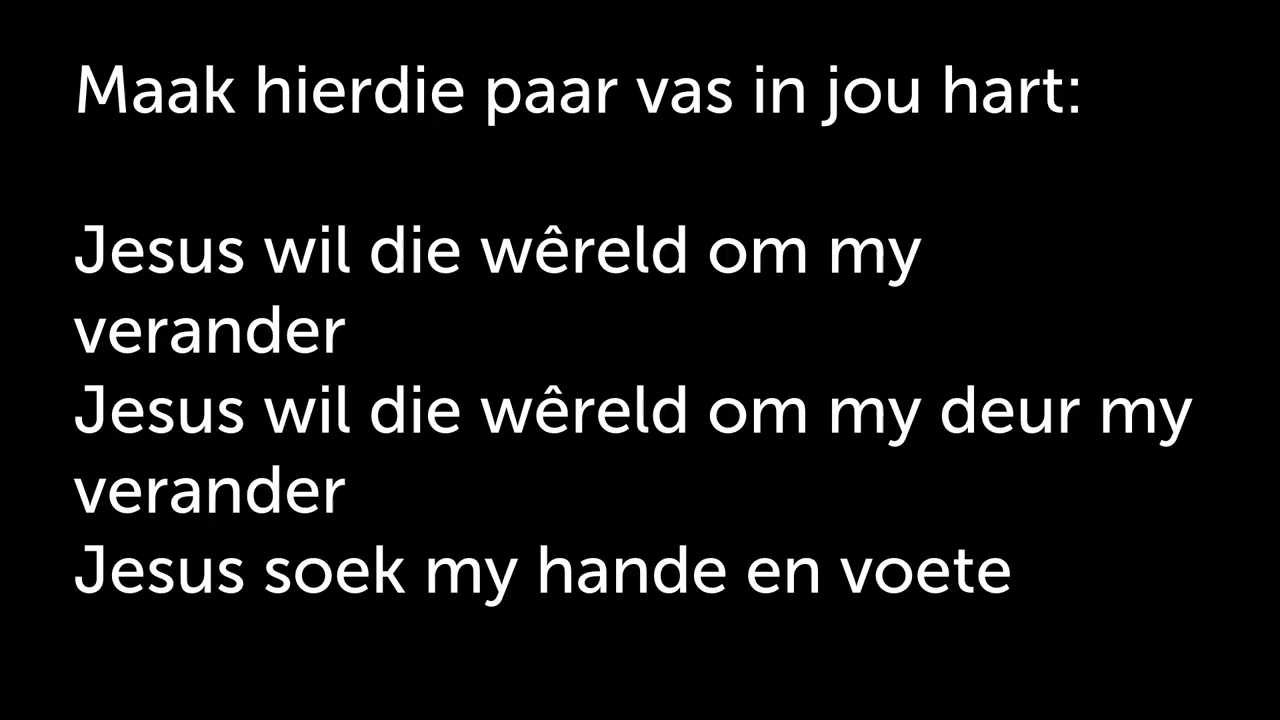 Maak hierdie paar vas in jou hart:
Jesus wil die wêreld om my
verander
Jesus wil die wêreld om my deur my
verander
Jesus soek my hande en voete